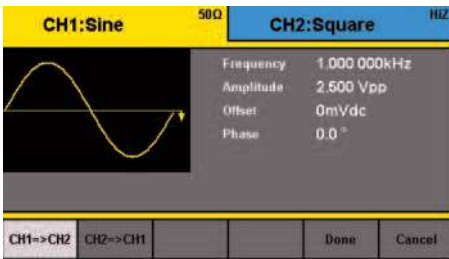 CH1:Sine 50Ω CH2:Square HiZ
Frequency 1.000 000kHz
Amplitude 2.500 Vpp
Offset 0mVdc
Phase 0.0 °
CH1=>CH2 CH2=>CH1 Done Cancel